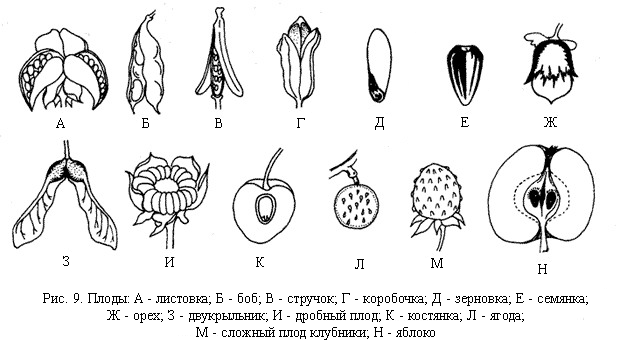 А Б В Г Д Е Ж
З И К Л М Н
Рис. 9. Плоды: А - листовка; Б - боб; В - стручок; Г - коробочка; Д - зерновка; Е - семянка;
Ж - орех; З - двукрыльник; И - дробный плод; К - костянка; Л - ягода;
М - сложный плод клубники; Н - яблоко